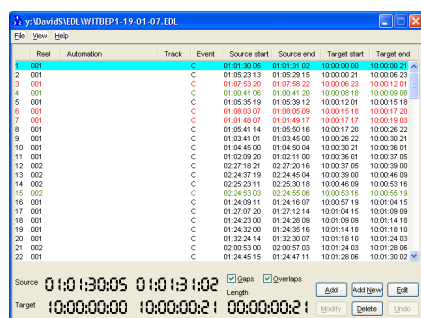 y:\DavidS\EDL\WITBEP1-19-01-07.EDL
File View Help
Reel Automation Track Event Source start Source end Target start Target end
1 001 C 01:01:30 05 01:01:31 02 10:00:00 00 10:00:00 21
2 001 C 01:05:23 13 01:05:29 15 10:00:00 21 10:00:06 23
3 001 C 01:07:53 20 01:07:58 22 10:00:06 23 10:00:12 01
4 001 C 01:00:41 06 01:00:41 20 10:00:08 18 10:00:09 08
5 001 C 01:05:35 19 01:05:39 12 10:00:12 01 10:00:15 18
6 001 C 01:08:03 07 01:08:05 09 10:00:15 18 10:00:17 20
7 001 C 01:01:48 07 01:01:49 17 10:00:17 17 10:00:19 03
8 001 C 01:05:41 14 01:05:50 16 10:00:17 20 10:00:26 22
9 001 C 01:03:41 01 01:03:45 00 10:00:26 22 10:00:30 21
10 001 C 01:04:45 00 01:04:50 04 10:00:30 21 10:00:36 01
11 001 C 01:02:09 20 01:02:11 00 10:00:36 01 10:00:37 05
12 002 C 02:27:18 21 02:27:20 16 10:00:37 05 10:00:39 00
13 002 C 02:24:37 19 02:24:45 04 10:00:39 00 10:00:46 09
14 002 C 02:25:23 11 02:25:30 18 10:00:46 09 10:00:53 16
15 002 C 02:24:53 03 02:24:55 06 10:00:53 16 10:00:55 19
16 001 C 01:24:09 11 01:24:16 07 10:00:57 19 10:01:04 15
17 001 C 01:27:07 20 01:27:12 14 10:01:04 15 10:01:09 09
18 001 C 01:24:23 00 01:24:28 09 10:01:09 09 10:01:14 18
19 001 C 01:24:32 00 01:24:35 16 10:01:14 18 10:01:18 10
20 001 C 01:32:24 14 01:32:30 07 10:01:18 10 10:01:24 03
21 002 C 02:00:53 00 02:00:57 03 10:01:24 03 10:01:28 06
22 001 C 01:24:45 15 01:24:47 11 10:01:28 06 10:01:30 02
Source 01:01:30:05 01:01:31:02 Gaps Overlaps
Length Add Add New Edit
Target 10:00:00:00 10:00:00:21 00:00:00:21 Modify Delete Undo